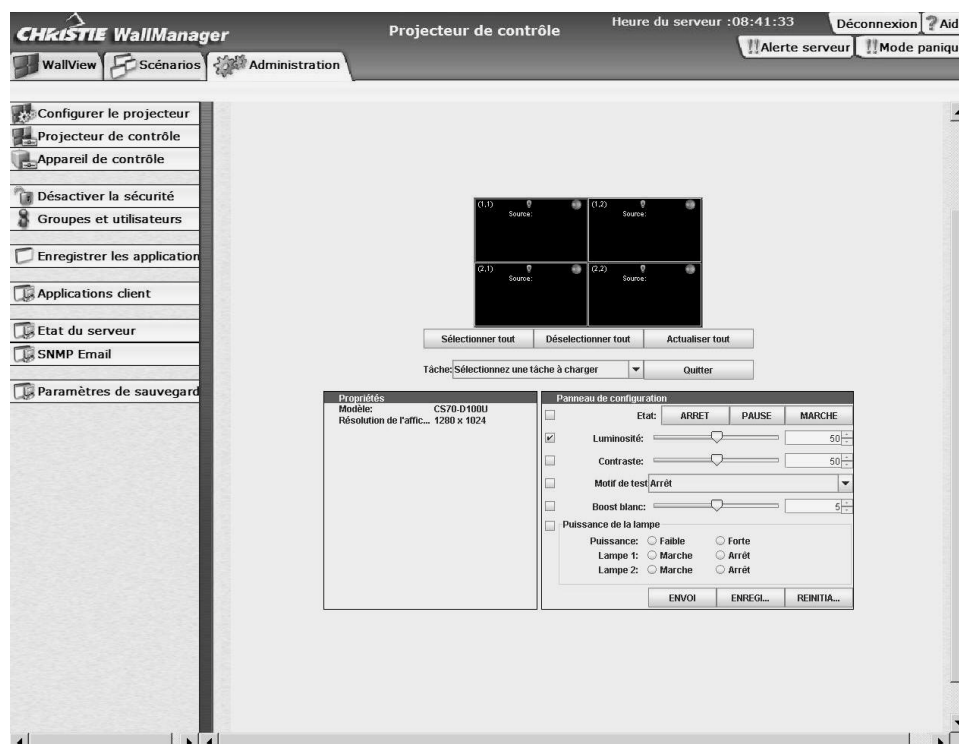 CHRISTIE WallManager
Projecteur de contrôle
Heure du serveur :08:41:33
Déconnexion
? Aid
!!Alerte serveur
!!Mode paniqu
WallView
Scénarios
Administration
Configurer le projecteur
Projecteur de contrôle
Appareil de contrôle
Désactiver la sécurité
Groupes et utilisateurs
Enregistrer les application
Applications client
Etat du serveur
SNMP Email
Paramètres de sauvegard
(1,1)
Source:
(1,2)
Source:
(2,1)
Source:
(2,2)
Source:
Sélectionner tout
Déselectionner tout
Actualiser tout
Tâche: Sélectionnez une tâche à charger
Quitter
Propriétés
Modèle: CS70-D100U
Résolution de l'affic... 1280 x 1024
Panneau de configuration
Etat: ARRET PAUSE MARCHE
Luminosité: 50
Contraste: 50
Motif de test Arrêt
Boost blanc: 5
Puissance de la lampe
Puissance: Faible Forte
Lampe 1: Marche Arrêt
Lampe 2: Marche Arrêt
ENVOI ENREGI... REINITIA...